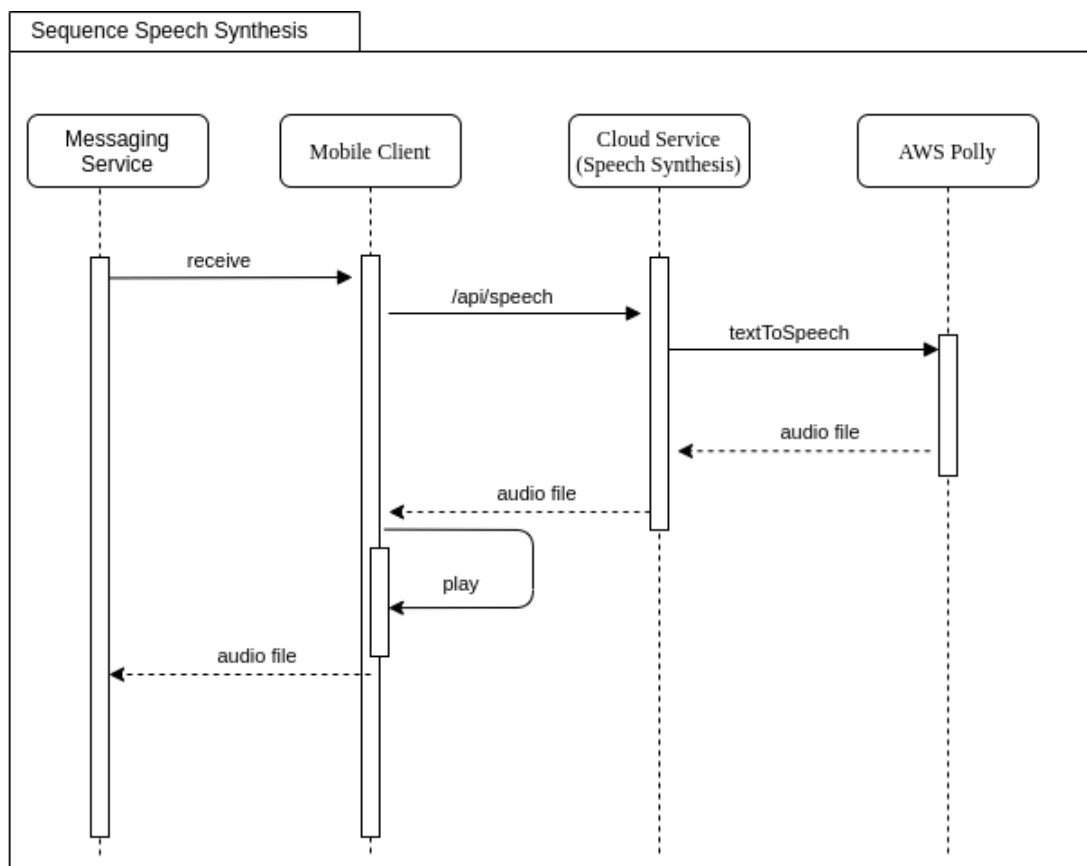 Sequence Speech Synthesis
Messaging
Service
Mobile Client
Cloud Service
(Speech Synthesis)
AWS Polly
receive
/api/speech
textToSpeech
audio file
audio file
play
audio file